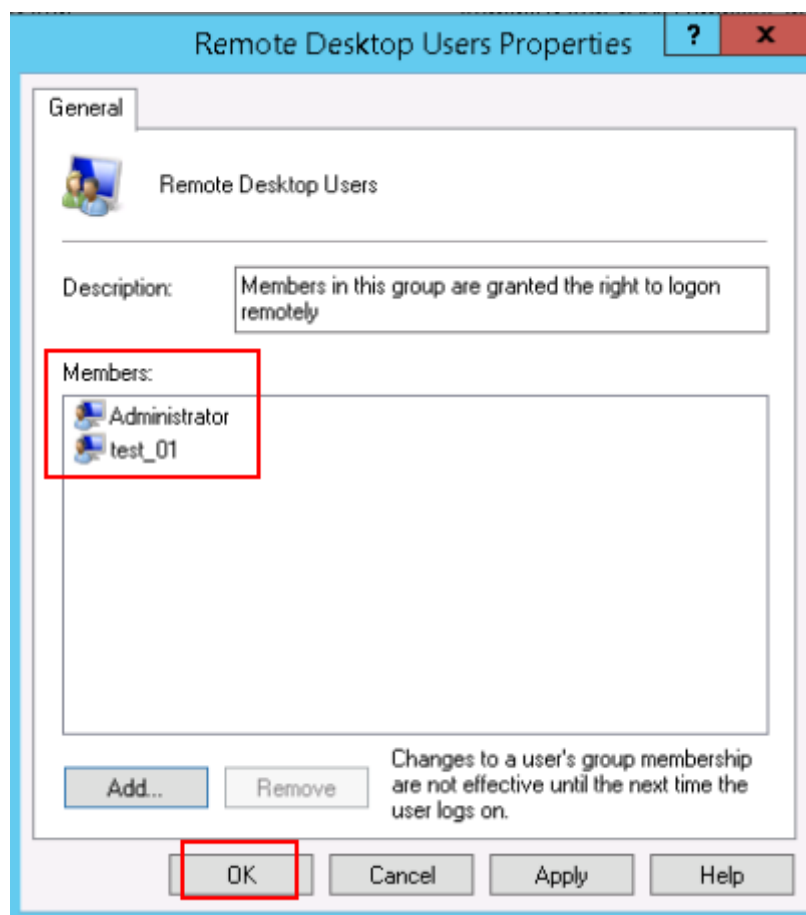 Remote Desktop Users Properties
?
x
General
Remote Desktop Users
Description:
Members in this group are granted the right to logon
remotely
Members:
Administrator
test_01
Add...
Remove
Changes to a user's group membership
are not effective until the next time the
user logs on.
OK
Cancel
Apply
Help